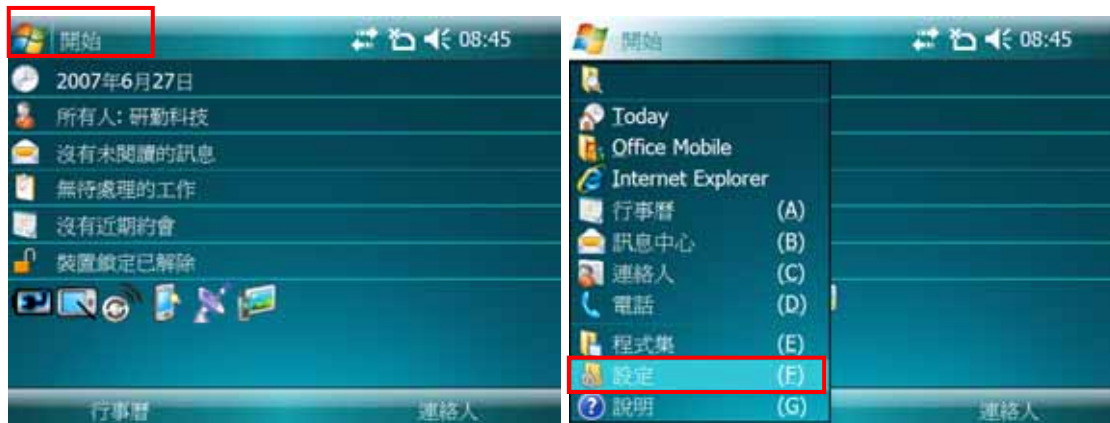 開始 08:45
2007年6月27日
所有人: 研勤科技
沒有未閱讀的訊息
無待處理的工作
沒有近期約會
裝置鎖定已解除
行事曆 連絡人
開始 08:45
Today
Office Mobile
Internet Explorer
行事曆 (A)
訊息中心 (B)
連絡人 (C)
電話 (D)
程式集 (E)
設定 (F)
說明 (G)
連絡人